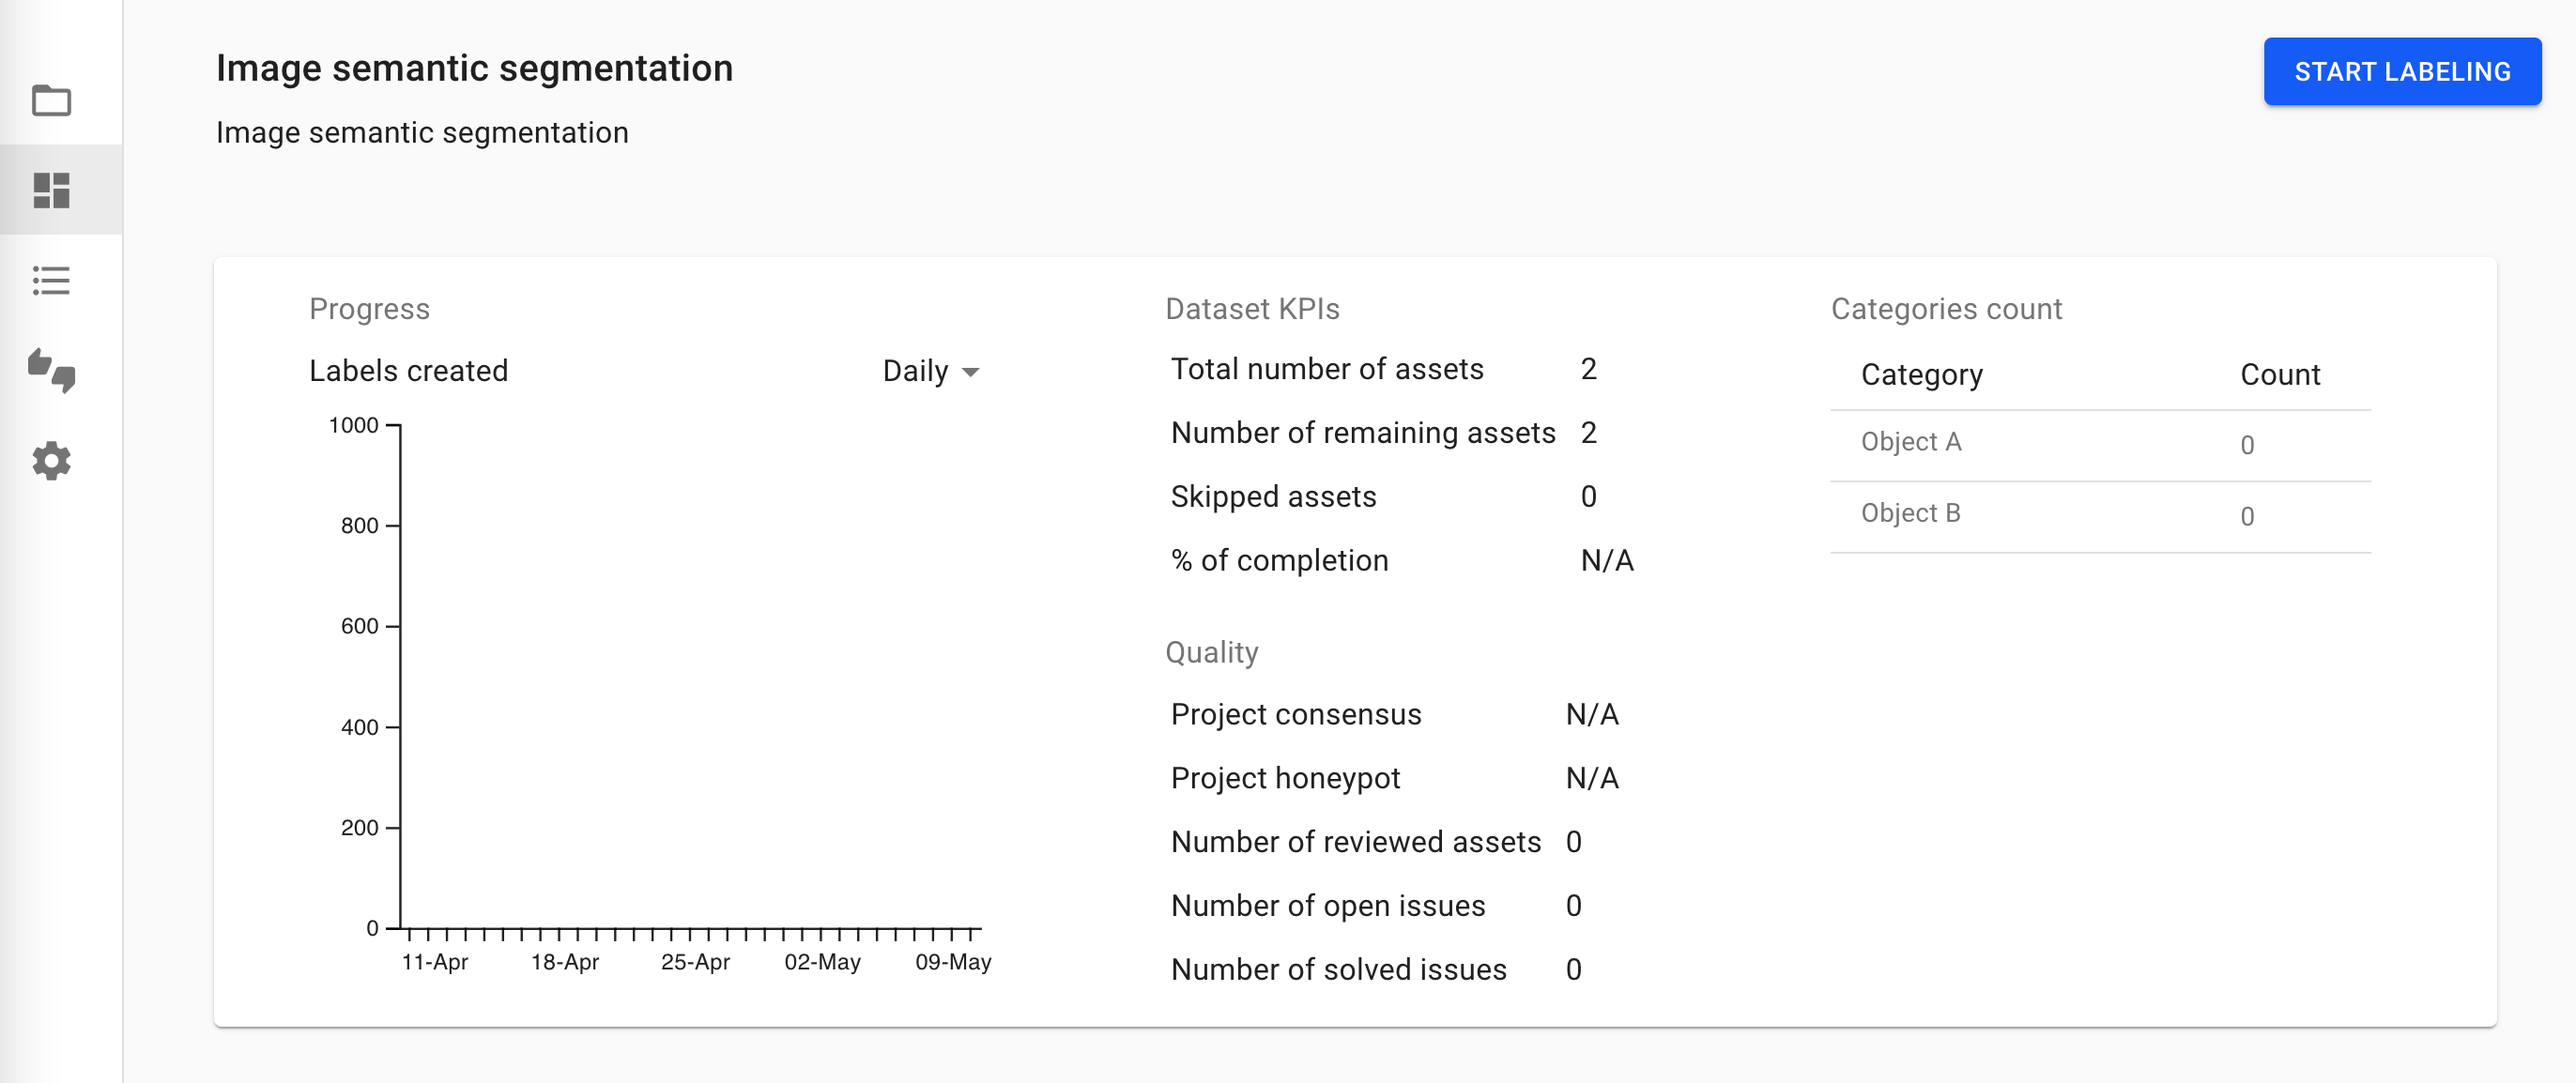 Image semantic segmentation
START LABELING
Image semantic segmentation
Progress
Labels created
Daily
1000
800
600
400
200
0
11-Apr 18-Apr 25-Apr 02-May 09-May
Dataset KPIs
Total number of assets 2
Number of remaining assets 2
Skipped assets 0
% of completion N/A
Quality
Project consensus N/A
Project honeypot N/A
Number of reviewed assets 0
Number of open issues 0
Number of solved issues 0
Categories count
Category Count
Object A 0
Object B 0